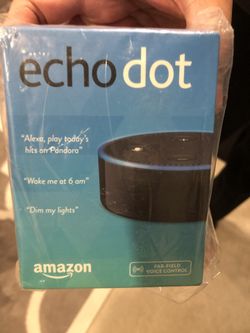 echo dot
"Alexa, play today's
hits on Pandora"
"Wake me at 6 am"
"Dim my lights"
amazon
FAR-FIELD
VOICE CONTROL